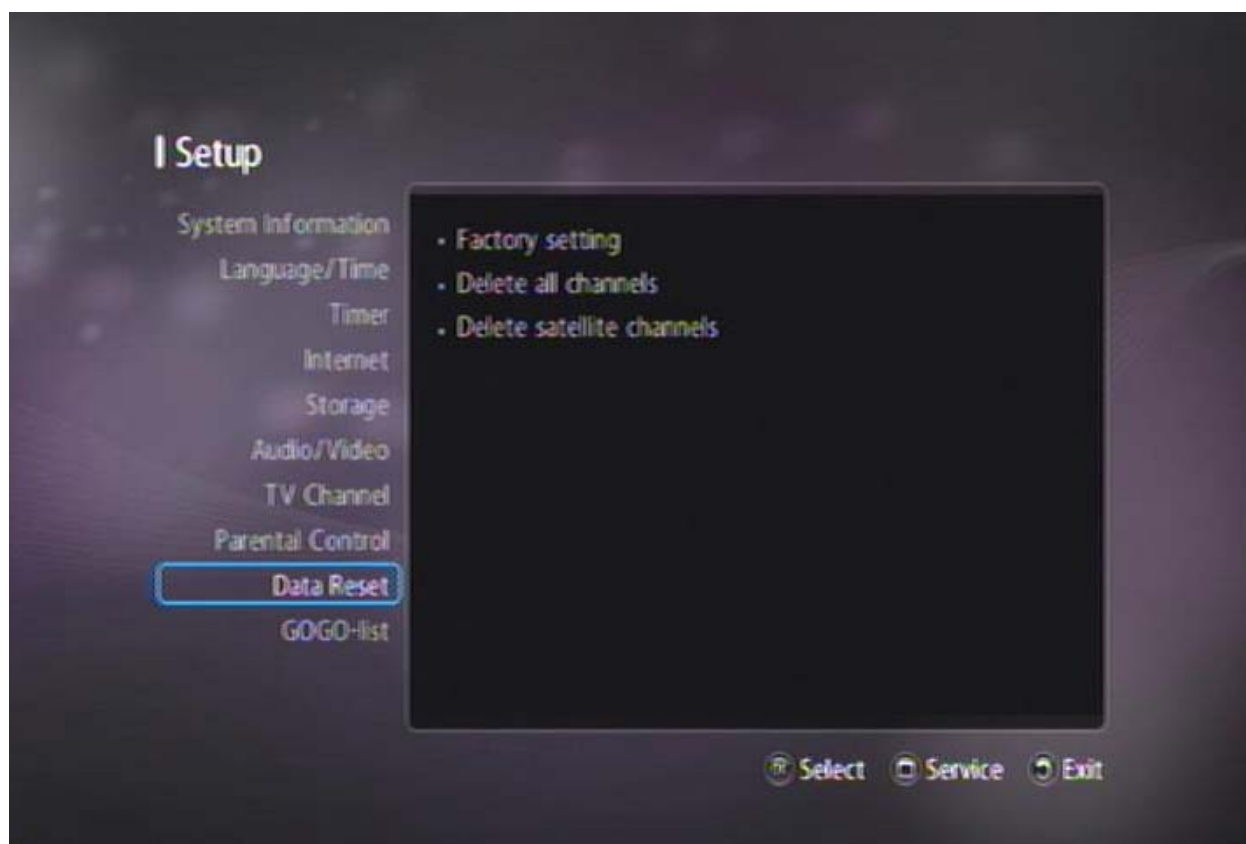 Setup
System Information
Language/Time
Timer
Internet
Storage
Audio/Video
TV Channel
Parental Control
Data Reset
GOGO-list
• Factory setting
• Delete all channels
• Delete satellite channels
OK Select Service Exit